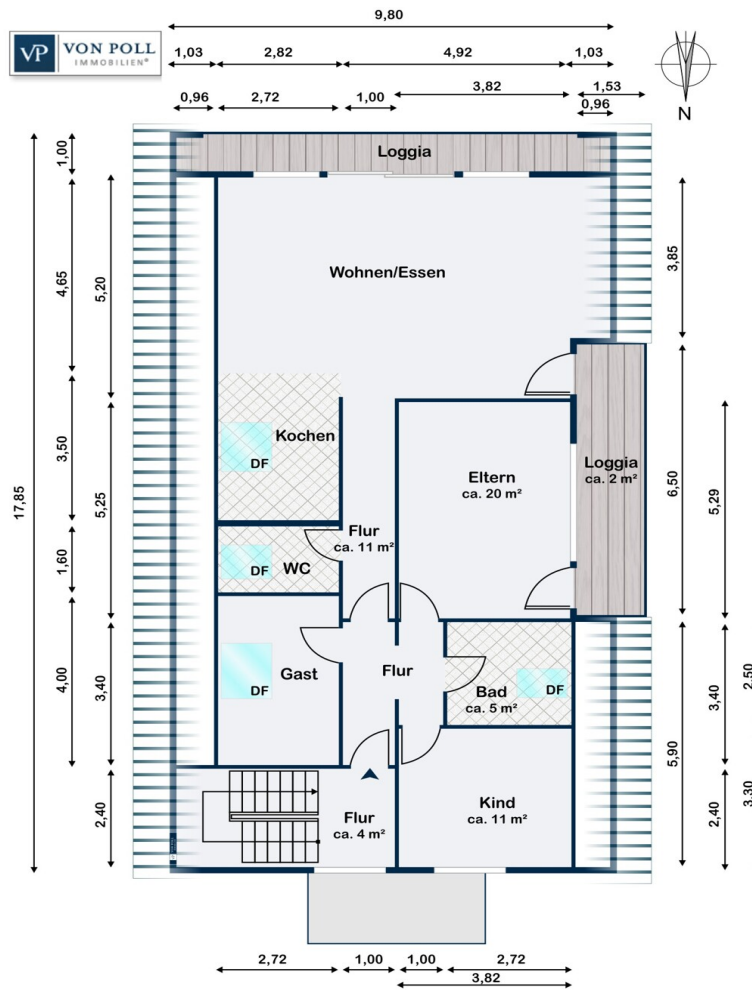 9,80
VP VON POLL
IMMOBILIEN®
1,03 2,82 4,92 1,03
3,82 1,53
0,96 2,72 1,00 0,96
N
1,00
Loggia
Wohnen/Essen
4,65
5,20
3,85
Kochen
DF
3,50
Eltern
ca. 20 m²
Loggia
ca. 2 m²
17,85
5,25
6,50
5,29
Flur
ca. 11 m²
1,60
DF WC
4,00
3,40
Gast
DF
Flur
Bad
ca. 5 m²
DF
3,40
2,50
5,90
2,40
Flur
ca. 4 m²
Kind
ca. 11 m²
2,40
3,30
2,72 1,00 1,00 2,72
3,82